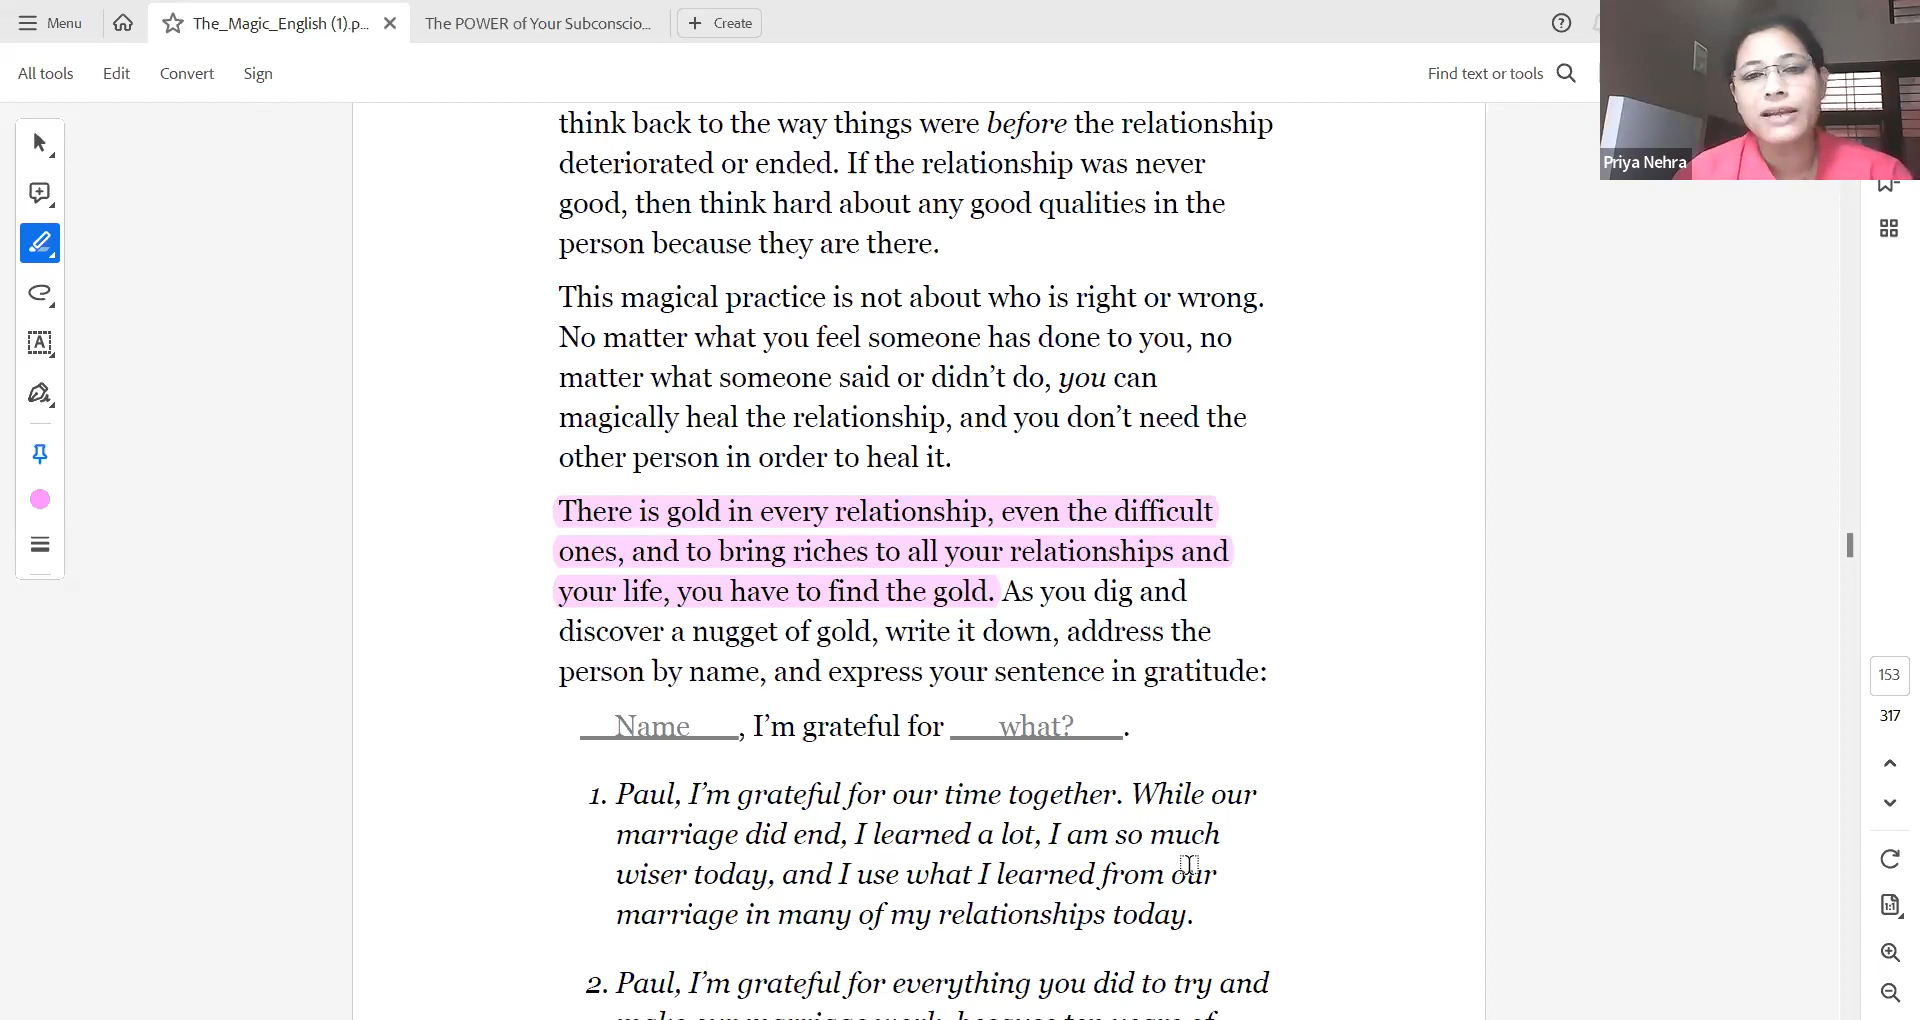 Menu
The_Magic_English (1).p...
The POWER of Your Subconscio...
Create
All tools
Edit
Convert
Sign
Find text or tools
Priya Nehra
think back to the way things were before the relationship
deteriorated or ended. If the relationship was never
good, then think hard about any good qualities in the
person because they are there.
This magical practice is not about who is right or wrong.
No matter what you feel someone has done to you, no
matter what someone said or didn't do, you can
magically heal the relationship, and you don't need the
other person in order to heal it.
There is gold in every relationship, even the difficult
ones, and to bring riches to all your relationships and
your life, you have to find the gold. As you dig and
discover a nugget of gold, write it down, address the
person by name, and express your sentence in gratitude:
Name, I'm grateful for what?.
1. Paul, I'm grateful for our time together. While our
marriage did end, I learned a lot, I am so much
wiser today, and I use what I learned from our
marriage in many of my relationships today.
2. Paul, I'm grateful for everything you did to try and
153
317